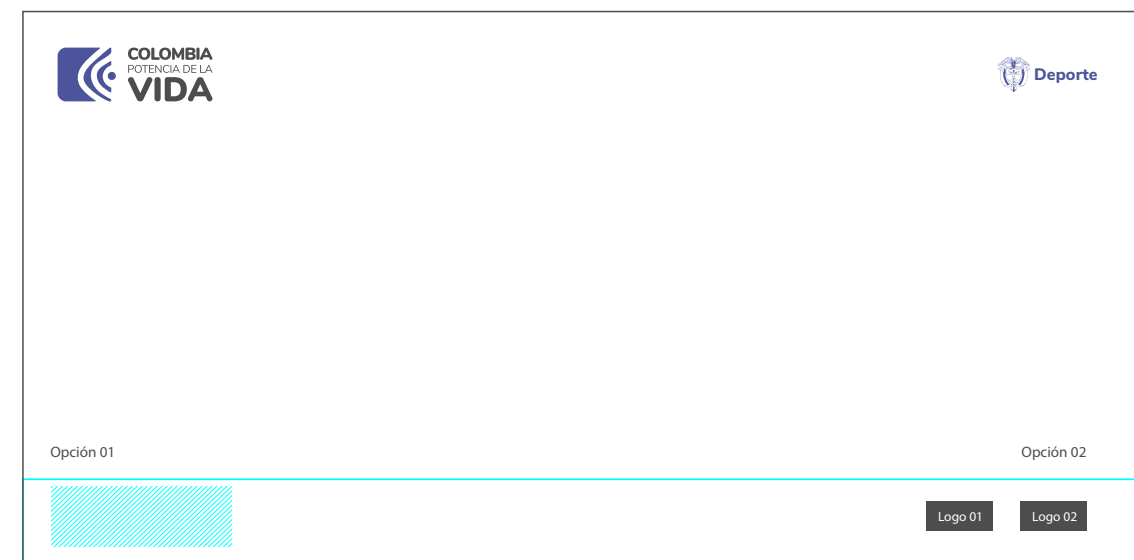 COLOMBIA
POTENCIA DE LA
VIDA
Deporte
Opción 01
Opción 02
Logo 01
Logo 02